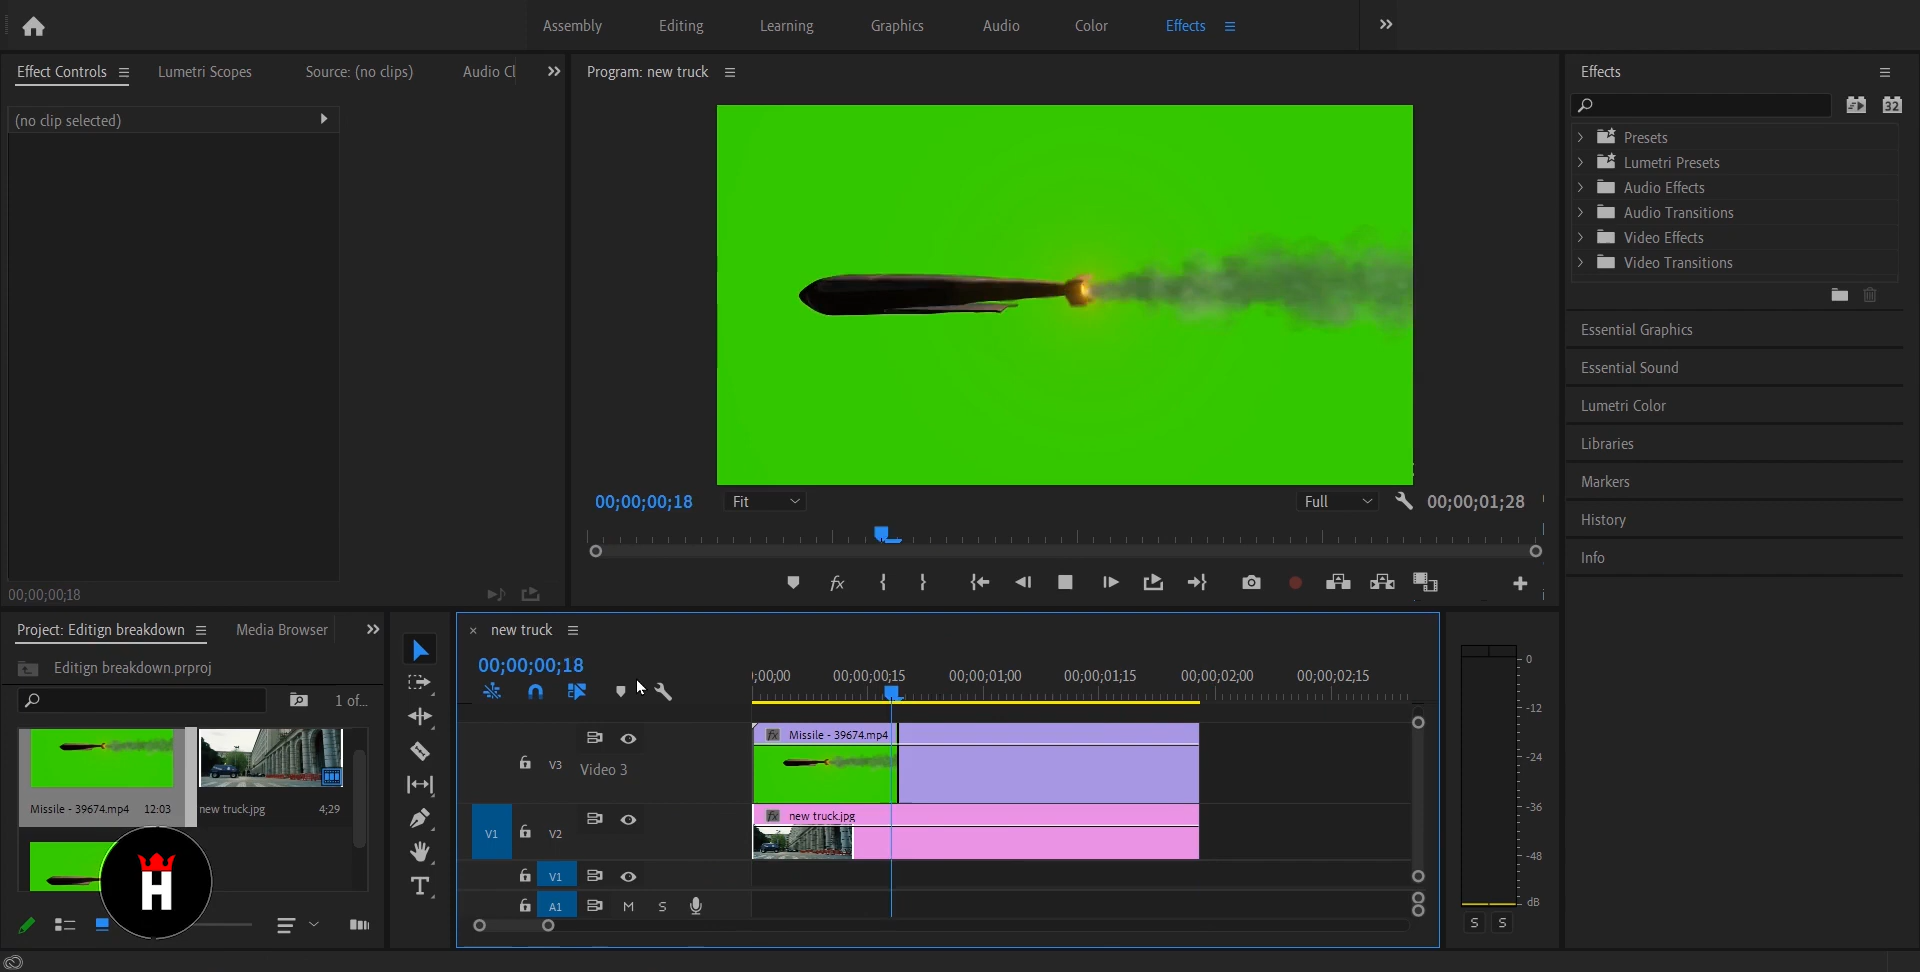 Assembly
Editing
Learning
Graphics
Audio
Color
Effects
Effect Controls
Lumetri Scopes
Source: (no clips)
Audio Cl
(no clip selected)
00;00;00;18
Program: new truck
00;00;00;18
Fit
Full
00;00;01;28
fx
Effects
32
Presets
Lumetri Presets
Audio Effects
Audio Transitions
Video Effects
Video Transitions
Essential Graphics
Essential Sound
Lumetri Color
Libraries
Markers
History
Info
Project: Editign breakdown
Media Browser
Editign breakdown.prproj
1 of...
Missile - 39674.mp4 12:03
new truck.jpg 4;29
H
T
new truck
00;00;00;18
;00;00
00;00;00;15
00;00;01;00
00;00;01;15
00;00;02;00
00;00;02;15
V3
Video 3
fx Missile - 39674.mp4
V1
V2
fx new truck.jpg
V1
A1
M
S
0
-12
-24
-36
-48
dB
S
S